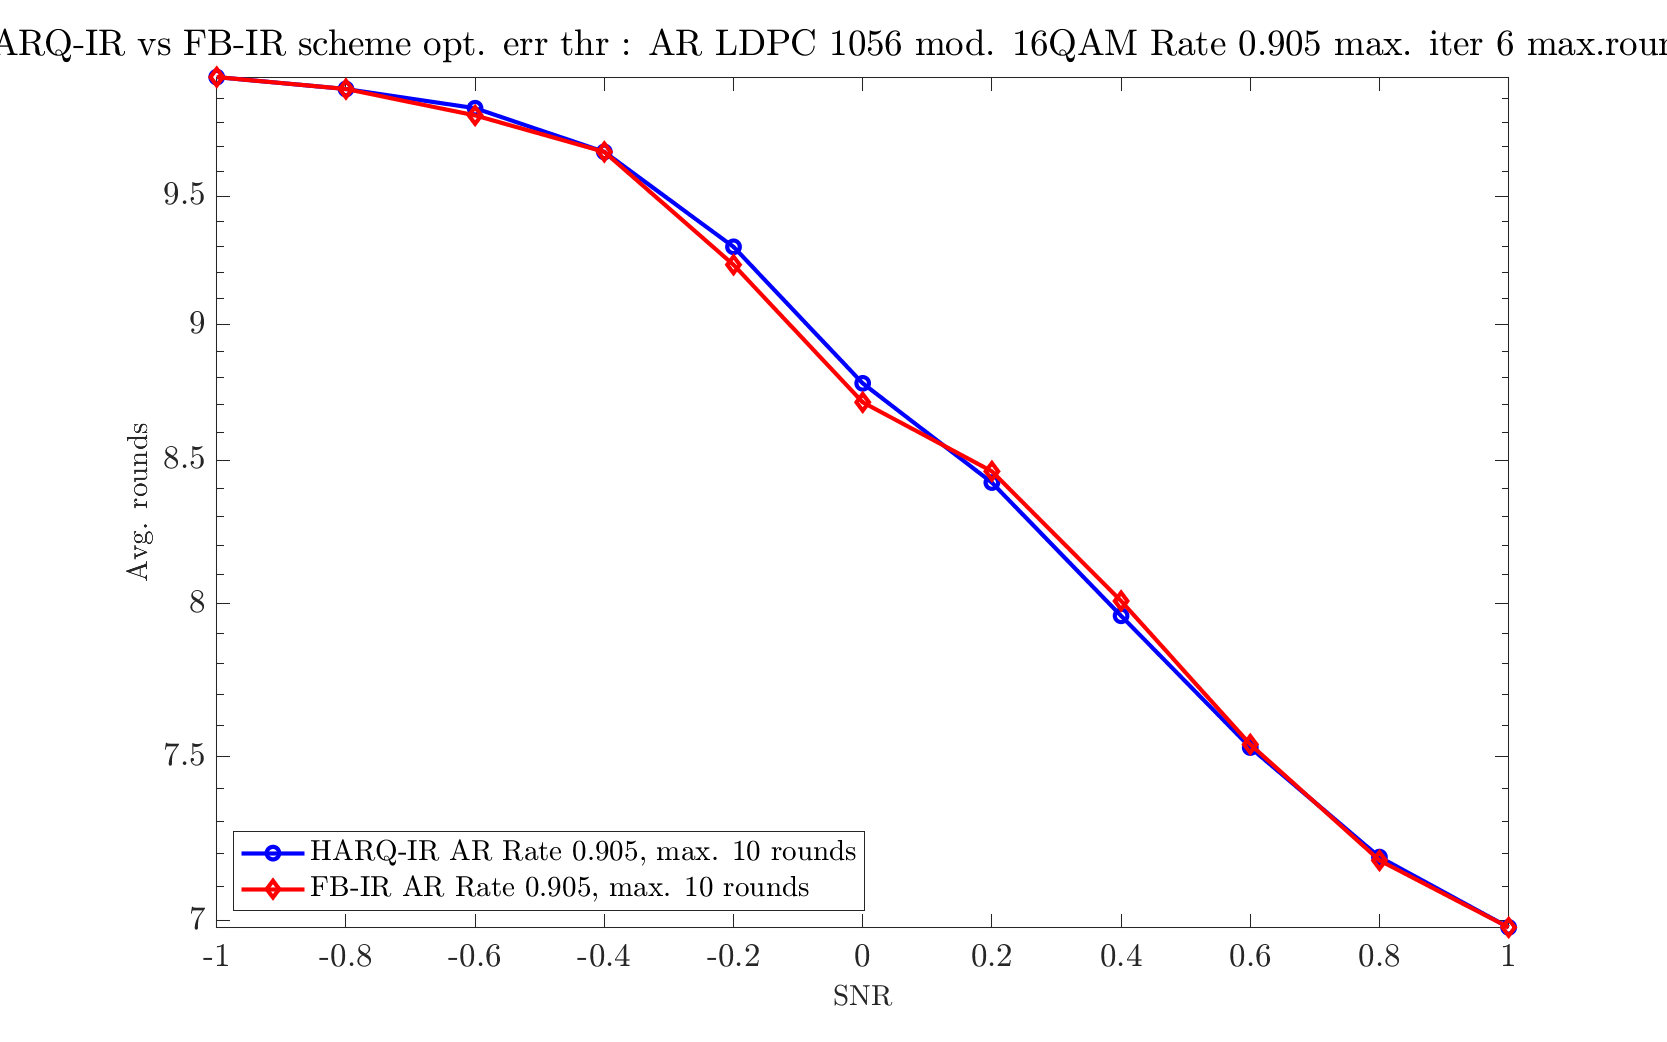 ARQ-IR vs FB-IR scheme opt. err thr : AR LDPC 1056 mod. 16QAM Rate 0.905 max. iter 6 max.roun
9.5
9
8.5
8
7.5
7
Avg. rounds
HARQ-IR AR Rate 0.905, max. 10 rounds
FB-IR AR Rate 0.905, max. 10 rounds
-1 -0.8 -0.6 -0.4 -0.2 0 0.2 0.4 0.6 0.8 1
SNR